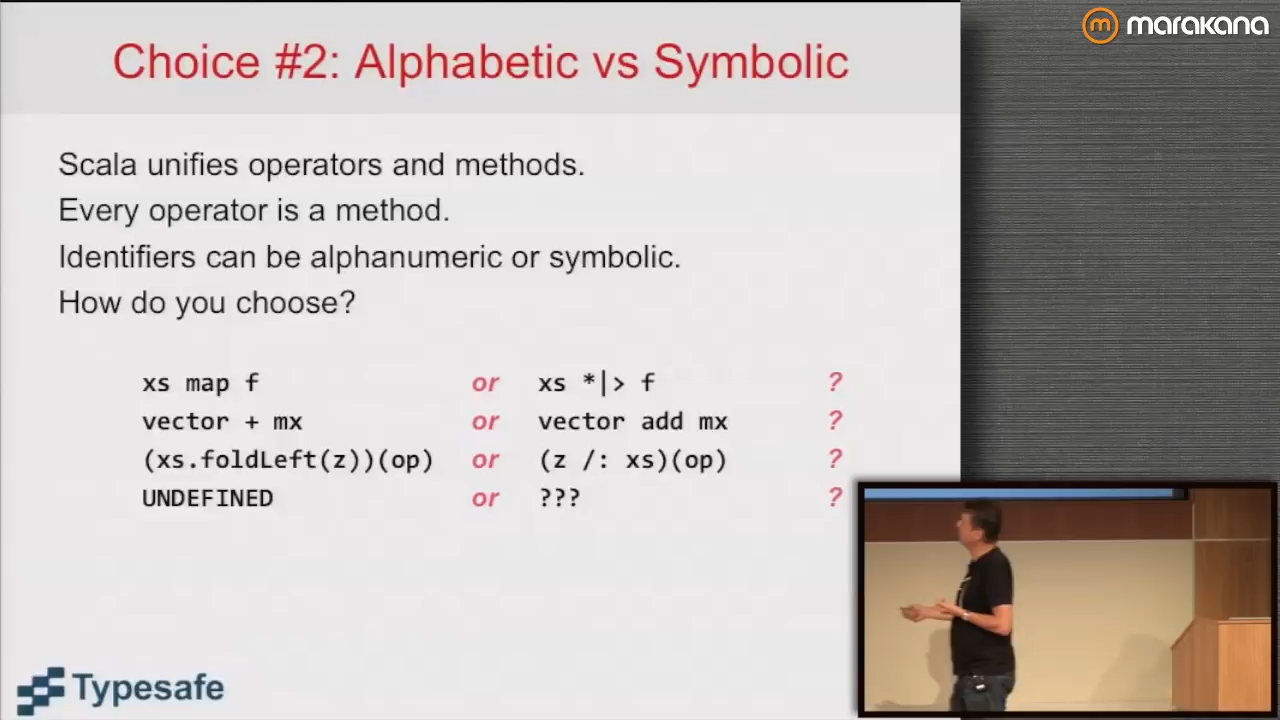 marakana
Choice #2: Alphabetic vs Symbolic
Scala unifies operators and methods.
Every operator is a method.
Identifiers can be alphanumeric or symbolic.
How do you choose?
xs map f or xs *|> f ?
vector + mx or vector add mx ?
(xs.foldLeft(z))(op) or (z /: xs)(op) ?
UNDEFINED or ??? ?
Typesafe